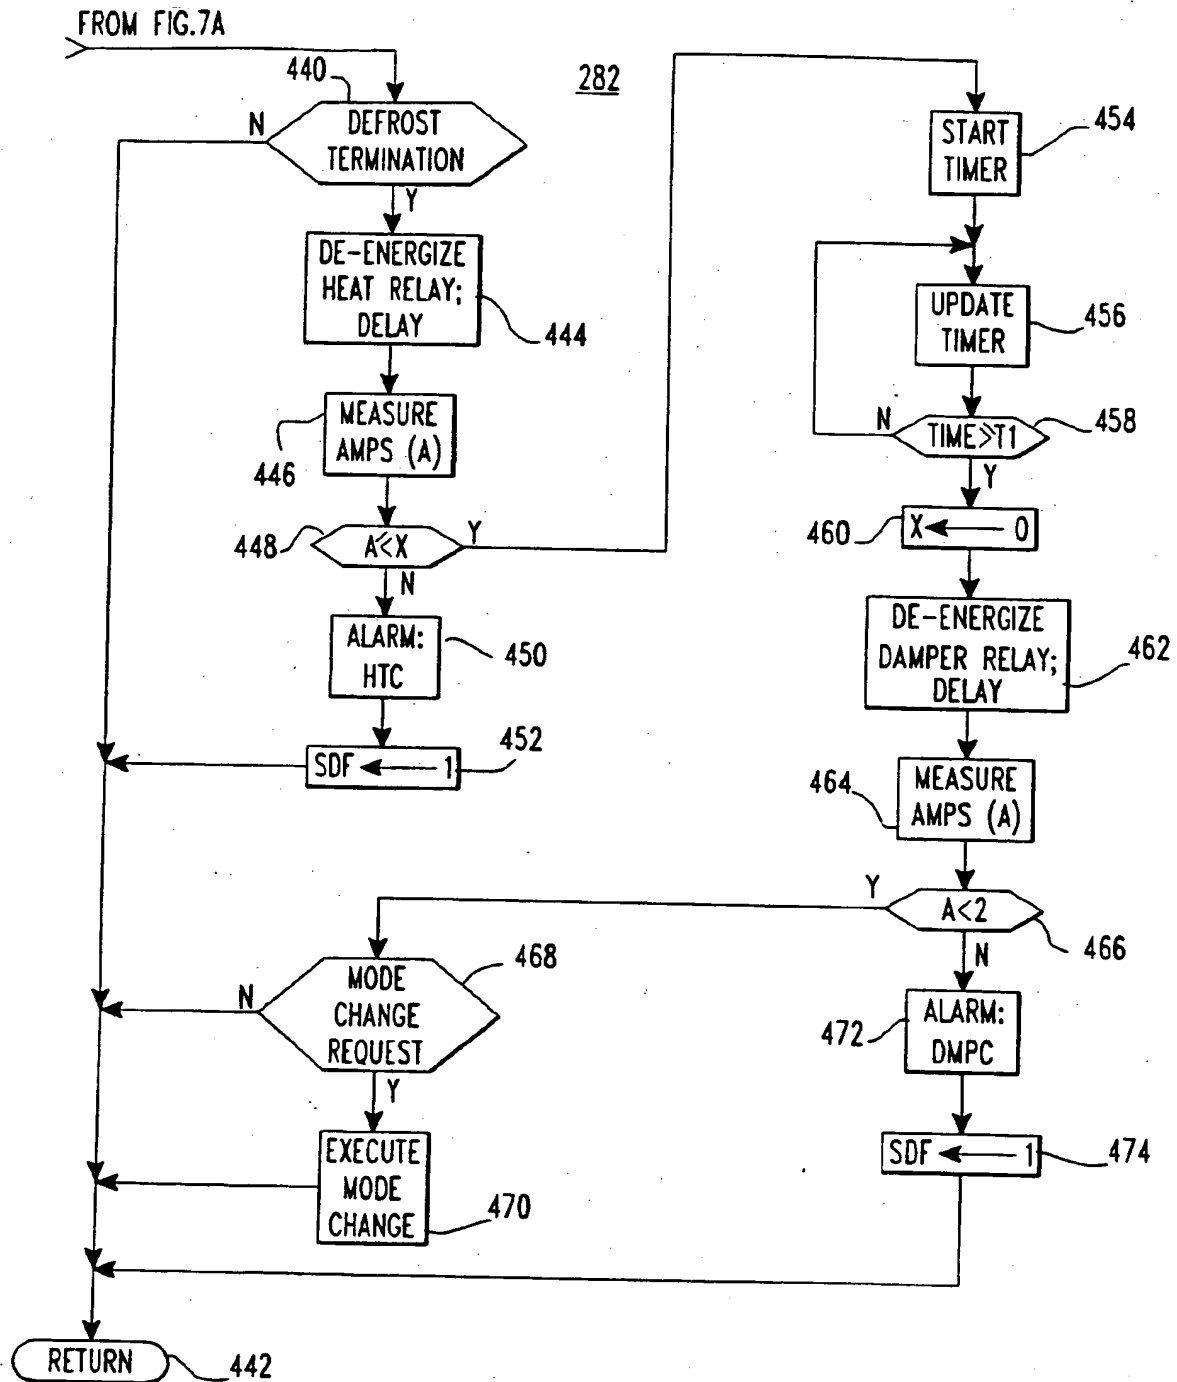 FROM FIG.7A
282
440
DEFROST
TERMINATION
N
Y
DE-ENERGIZE
HEAT RELAY;
DELAY
444
MEASURE
AMPS (A)
446
448
A≤X
Y
N
ALARM:
HTC
450
SDF ← 1
452
START
TIMER
454
UPDATE
TIMER
456
TIME≥T1
458
N
Y
460
X ← 0
DE-ENERGIZE
DAMPER RELAY;
DELAY
462
464
MEASURE
AMPS (A)
Y
A<2
466
N
468
MODE
CHANGE
REQUEST
N
Y
472
ALARM:
DMPC
EXECUTE
MODE
CHANGE
470
SDF ← 1
474
RETURN
442